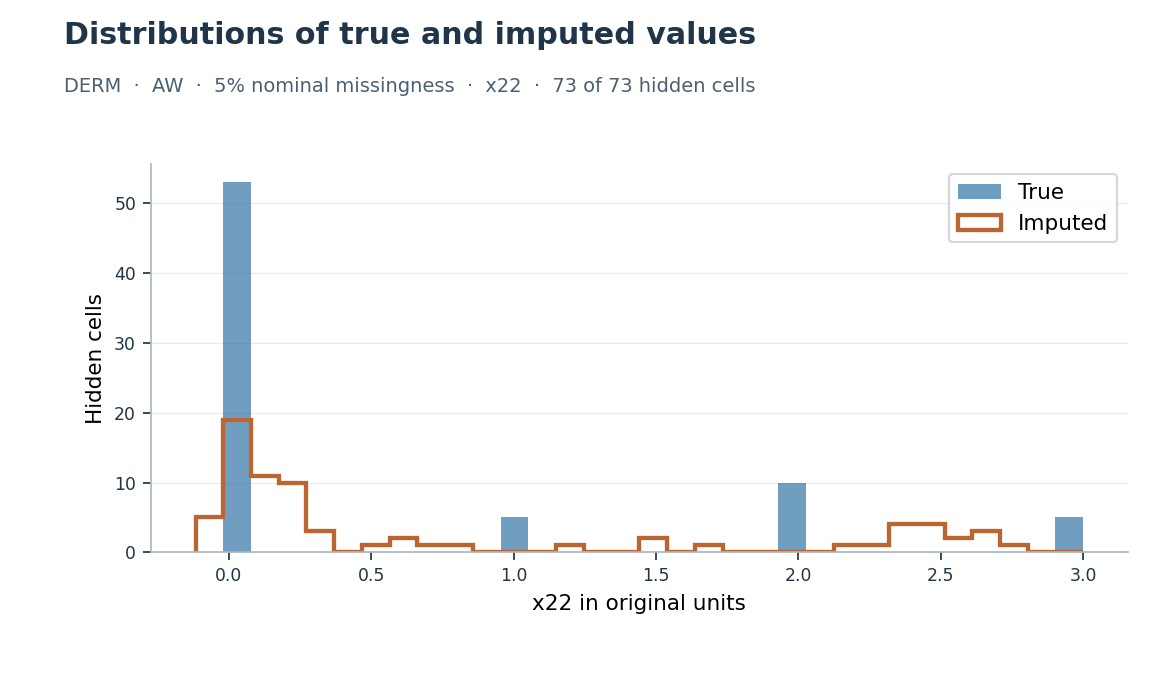 Distributions of true and imputed values
DERM · AW · 5% nominal missingness · x22 · 73 of 73 hidden cells
True
Imputed
Hidden cells
50
40
30
20
10
0
0.0 0.5 1.0 1.5 2.0 2.5 3.0
x22 in original units